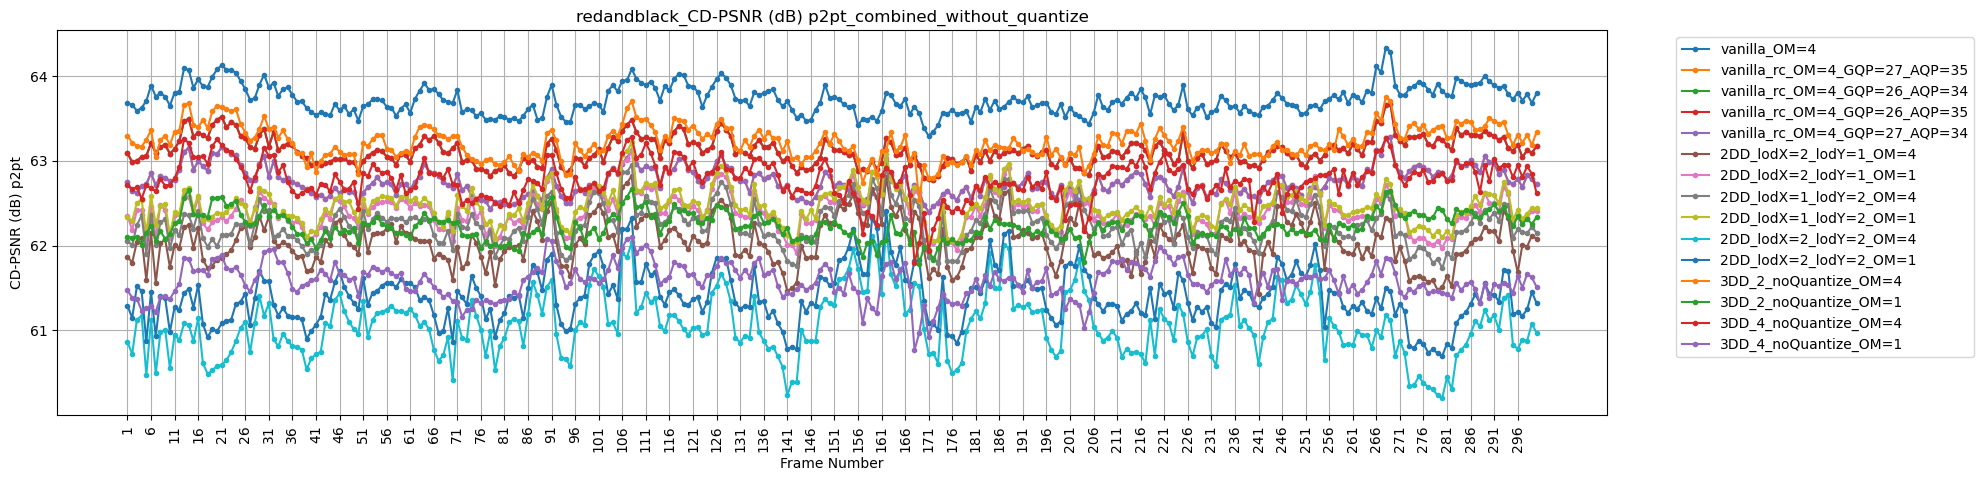 redandblack_CD-PSNR (dB) p2pt_combined_without_quantize
CD-PSNR (dB) p2pt
64
63
62
61
1 6 11 16 21 26 31 36 41 46 51 56 61 66 71 76 81 86 91 96 101 106 111 116 121 126 131 136 141 146 151 156 161 166 171 176 181 186 191 196 201 206 211 216 221 226 231 236 241 246 251 256 261 266 271 276 281 286 291 296
Frame Number
vanilla_OM=4
vanilla_rc_OM=4_GQP=27_AQP=35
vanilla_rc_OM=4_GQP=26_AQP=34
vanilla_rc_OM=4_GQP=26_AQP=35
vanilla_rc_OM=4_GQP=27_AQP=34
2DD_lodX=2_lodY=1_OM=4
2DD_lodX=2_lodY=1_OM=1
2DD_lodX=1_lodY=2_OM=4
2DD_lodX=1_lodY=2_OM=1
2DD_lodX=2_lodY=2_OM=4
2DD_lodX=2_lodY=2_OM=1
3DD_2_noQuantize_OM=4
3DD_2_noQuantize_OM=1
3DD_4_noQuantize_OM=4
3DD_4_noQuantize_OM=1